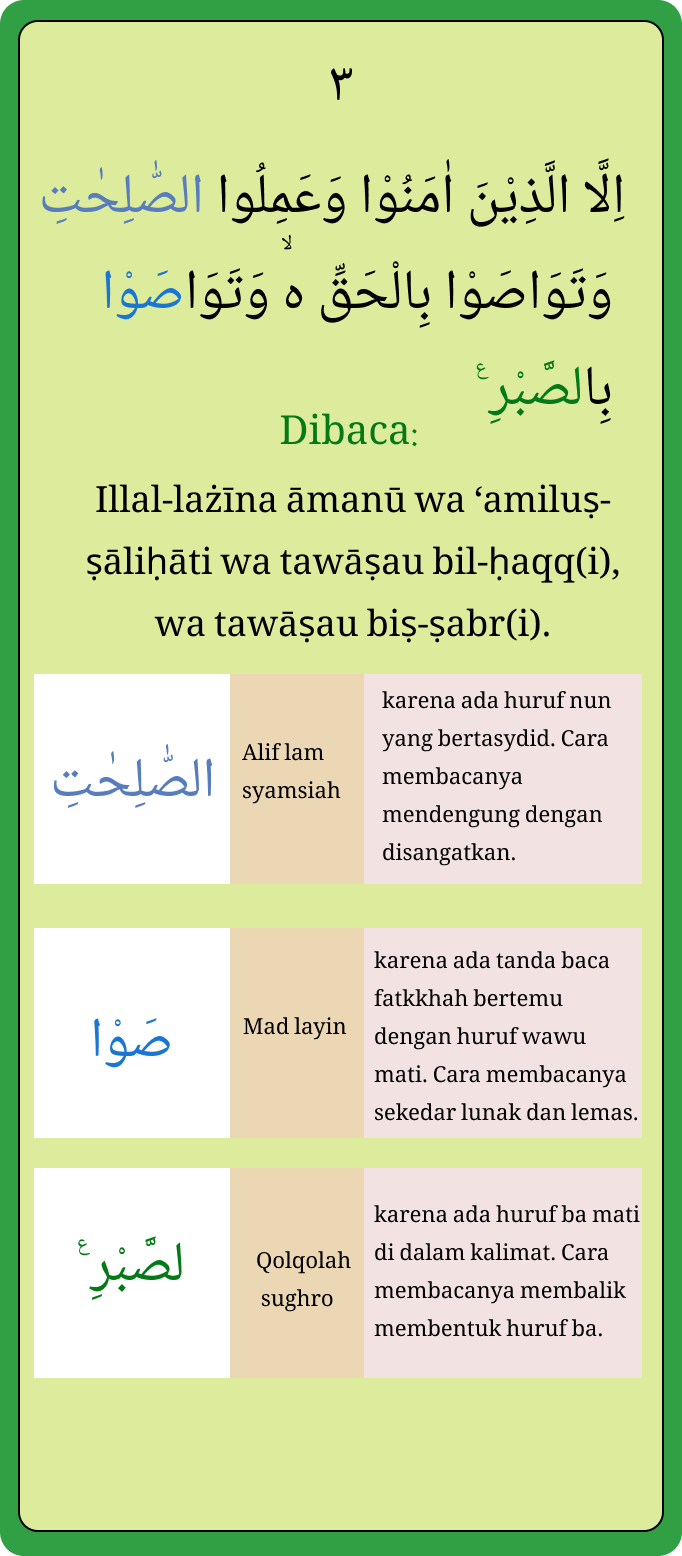 ٣
اِلَّا الَّذِيْنَ اٰمَنُوْا وَعَمِلُوا الصّٰلِحٰتِ
وَتَوَاصَوْا بِالْحَقِّ ەۙ وَتَوَاصَوْا
بِالصَّبْرِ ࣖ
Dibaca:
Illal-lażīna āmanū wa ‘amiluṣ-
ṣāliḥāti wa tawāṣau bil-ḥaqq(i),
wa tawāṣau biṣ-ṣabr(i).
الصّٰلِحٰتِ
Alif lam
syamsiah
karena ada huruf nun
yang bertasydid. Cara
membacanya
mendengung dengan
disangatkan.
صَوْا
Mad layin
karena ada tanda baca
fatkkhah bertemu
dengan huruf wawu
mati. Cara membacanya
sekedar lunak dan lemas.
لصَّبْرِ ࣖ
Qolqolah
sughro
karena ada huruf ba mati
di dalam kalimat. Cara
membacanya membalik
membentuk huruf ba.